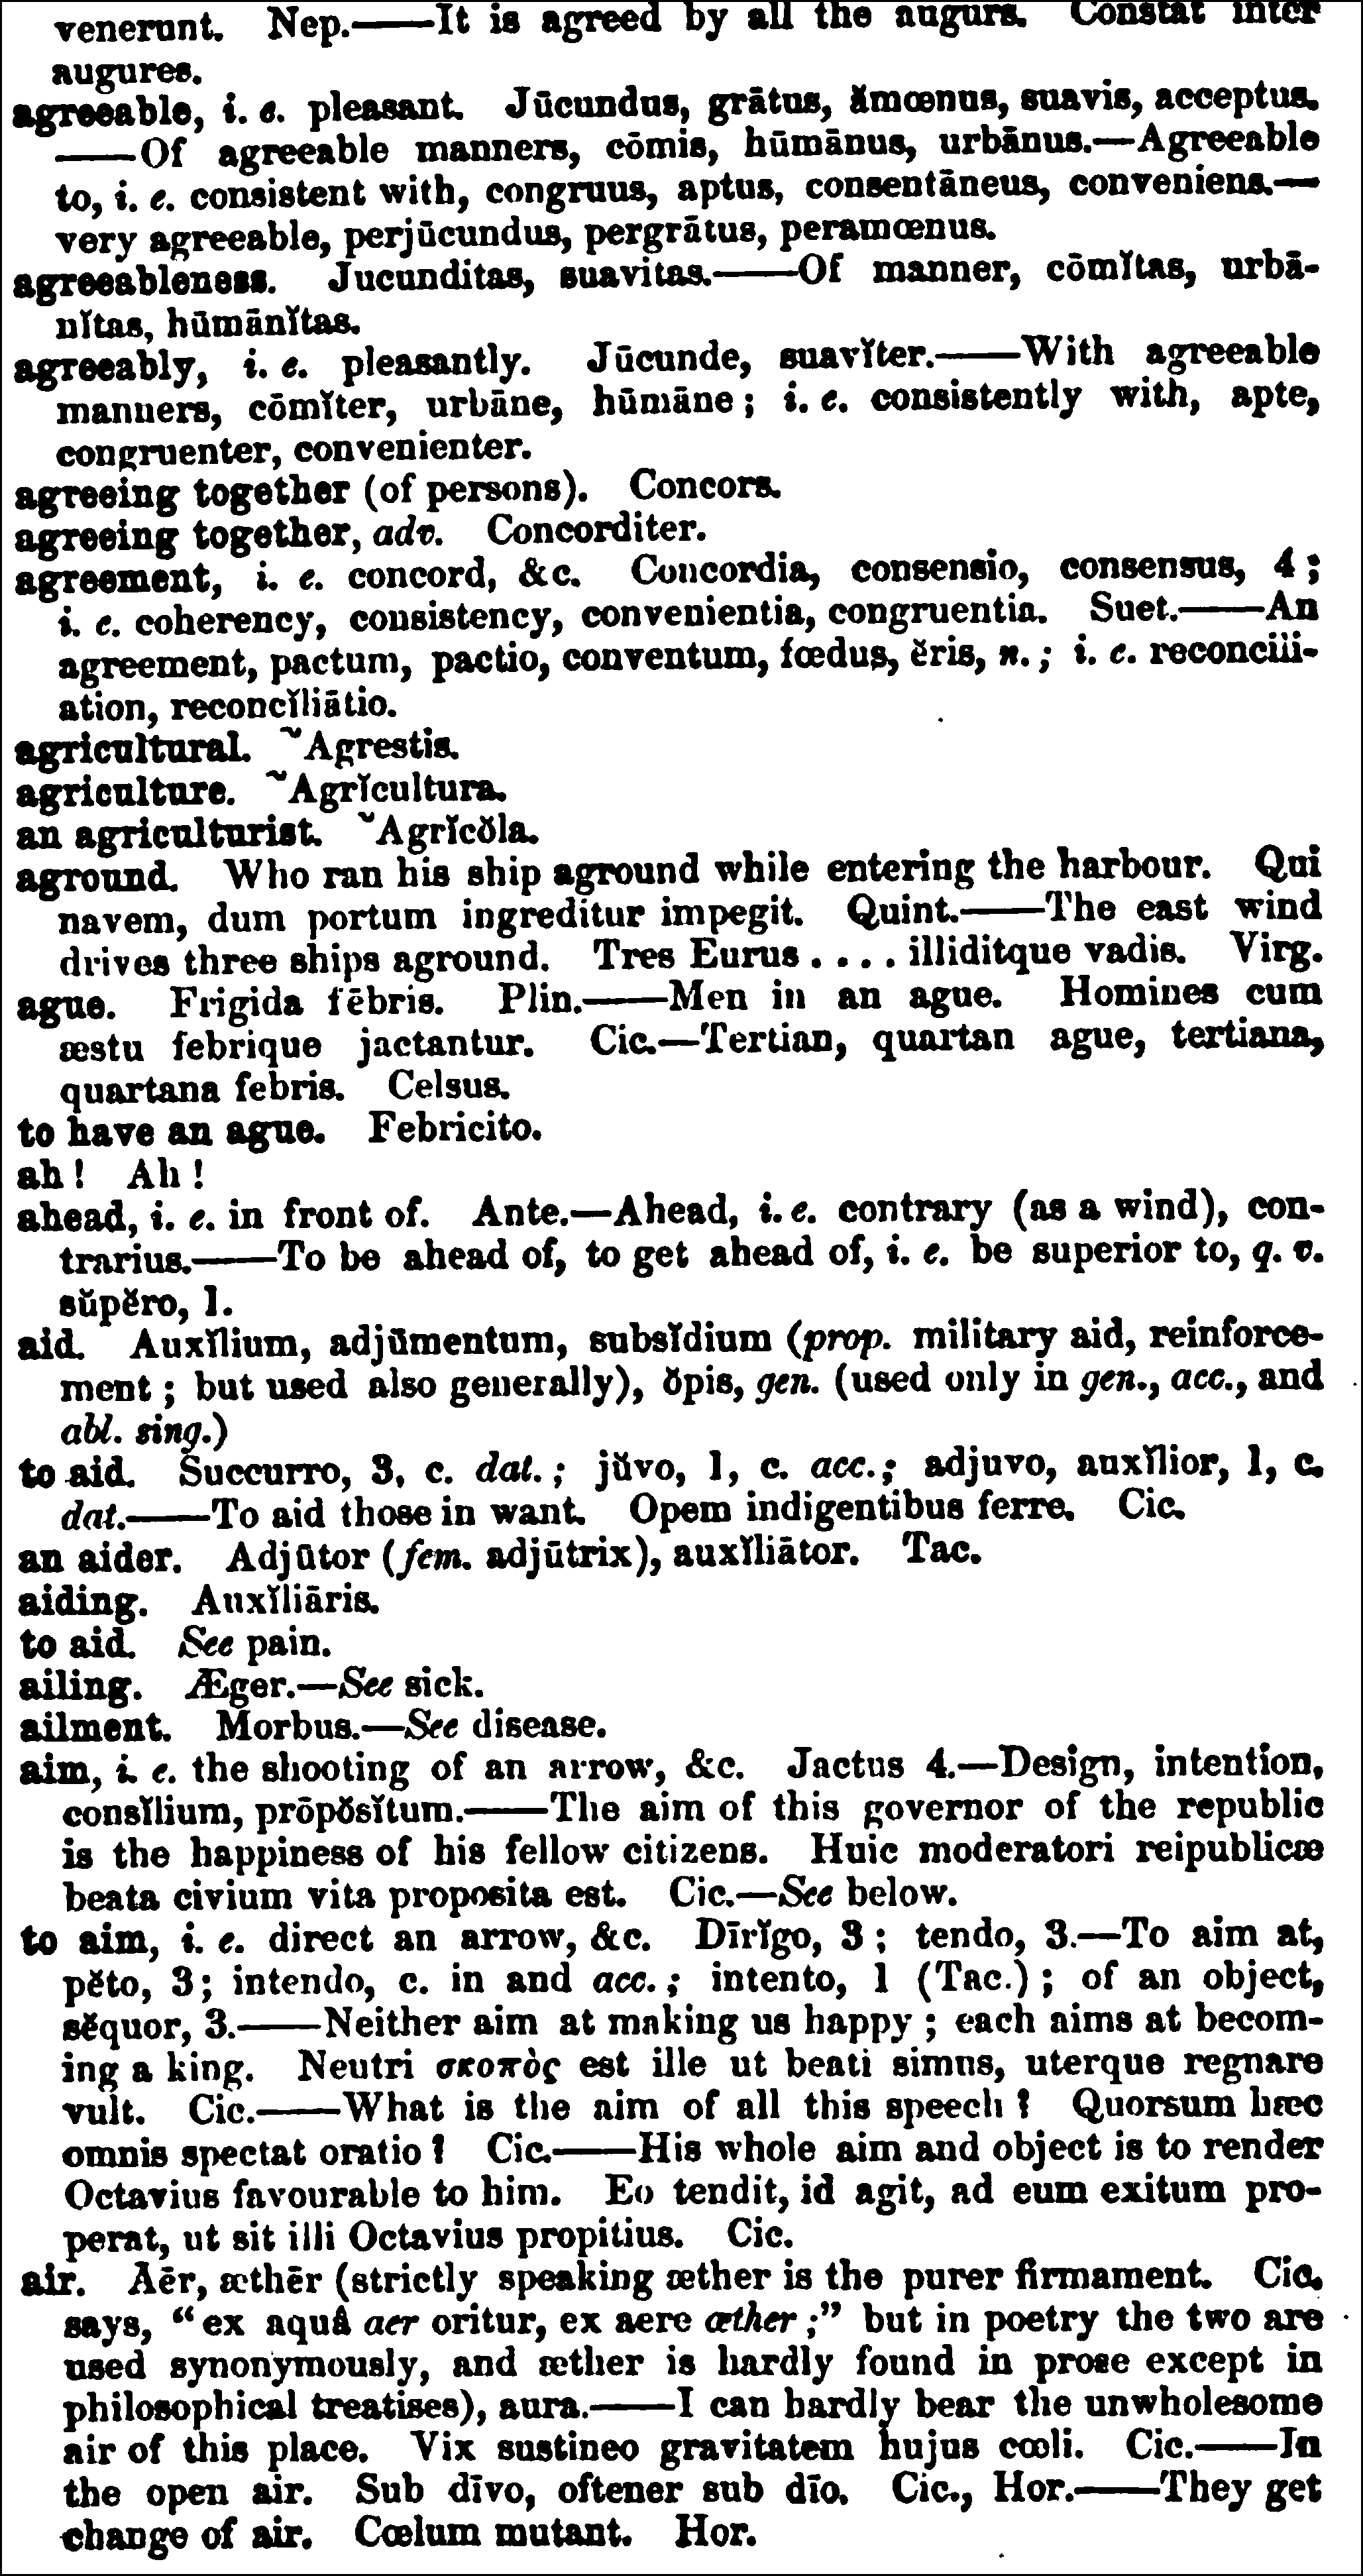 venerunt. Nep.——It is agreed by all the augurs. Constat inter
augures.
agreeable, i. e. pleasant. Jūcundus, grātus, ămœnus, suavis, acceptus.
——Of agreeable manners, cōmis, hūmānus, urbānus.—Agreeable
to, i. e. consistent with, congruus, aptus, consentāneus, conveniens.—
very agreeable, perjūcundus, pergrātus, peramœnus.
agreeableness. Jucunditas, suavitas.——Of manner, cōmĭtas, urbā-
nĭtas, hūmānĭtas.
agreeably, i. e. pleasantly. Jūcunde, suavĭter.——With agreeable
manners, cōmĭter, urbāne, hūmāne; i. e. consistently with, apte,
congruenter, convenienter.
agreeing together (of persons). Concors.
agreeing together, adv. Concorditer.
agreement, i. e. concord, &c. Concordia, consensio, consensus, 4;
i. e. coherency, consistency, convenientia, congruentia. Suet.——An
agreement, pactum, pactio, conventum, fœdus, ĕris, n.; i. e. reconcili-
ation, reconcĭliātio.
agricultural. ˘Agrestis.
agriculture. ˘Agrĭcultura.
an agriculturist. ˘Agrĭcŏla.
aground. Who ran his ship aground while entering the harbour. Qui
navem, dum portum ingreditur impegit. Quint.——The east wind
drives three ships aground. Tres Eurus . . . . illiditque vadis. Virg.
ague. Frigida fēbris. Plin.——Men in an ague. Homines cum
æstu febrique jactantur. Cic.—Tertian, quartan ague, tertiana,
quartana febris. Celsus.
to have an ague. Febricito.
ah! Ah!
ahead, i. e. in front of. Ante.—Ahead, i. e. contrary (as a wind), con-
trarius.——To be ahead of, to get ahead of, i. e. be superior to, q. v.
sŭpĕro, 1.
aid. Auxĭlium, adjūmentum, subsĭdium (prop. military aid, reinforce-
ment; but used also generally), ŏpis, gen. (used only in gen., acc., and
abl. sing.)
to aid. Succurro, 3, c. dat.; jŭvo, 1, c. acc.; adjuvo, auxĭlior, 1, c.
dat.——To aid those in want. Opem indigentibus ferre. Cic.
an aider. Adjūtor (fem. adjūtrix), auxĭliātor. Tac.
aiding. Auxĭliāris.
to aid. See pain.
ailing. Æger.—See sick.
ailment. Morbus.—See disease.
aim, i. e. the shooting of an arrow, &c. Jactus 4.—Design, intention,
consĭlium, prōpŏsĭtum.——The aim of this governor of the republic
is the happiness of his fellow citizens. Huic moderatori reipublicæ
beata civium vita proposita est. Cic.—See below.
to aim, i. e. direct an arrow, &c. Dīrĭgo, 3; tendo, 3.—To aim at,
pĕto, 3; intendo, c. in and acc.; intento, 1 (Tac.); of an object,
sĕquor, 3.——Neither aim at making us happy; each aims at becom-
ing a king. Neutri σκοπὸς est ille ut beati simus, uterque regnare
vult. Cic.——What is the aim of all this speech? Quorsum hæc
omnis spectat oratio? Cic.——His whole aim and object is to render
Octavius favourable to him. Eo tendit, id agit, ad eum exitum pro-
perat, ut sit illi Octavius propitius. Cic.
air. Āēr, æthēr (strictly speaking æther is the purer firmament. Cic.
says, “ex aquâ aer oritur, ex aere æther;” but in poetry the two are
used synonymously, and æther is hardly found in prose except in
philosophical treatises), aura.——I can hardly bear the unwholesome
air of this place. Vix sustineo gravitatem hujus cœli. Cic.——In
the open air. Sub dīvo, oftener sub dīo. Cic., Hor.——They get
change of air. Cœlum mutant. Hor.